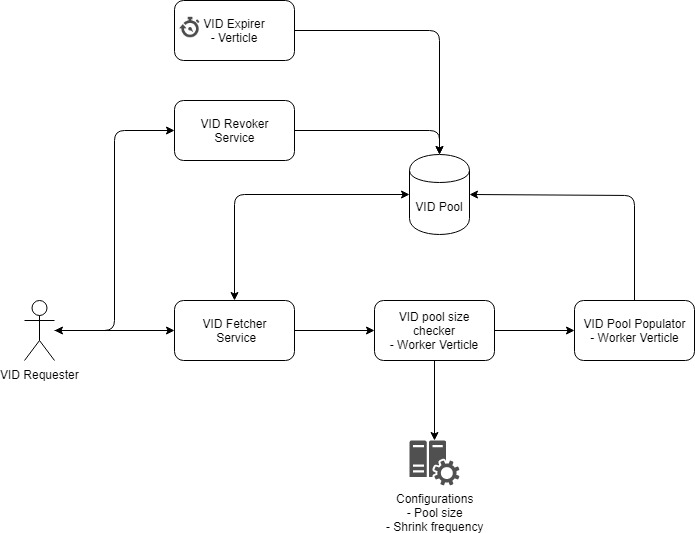 VID Expirer
- Verticle
VID Revoker
Service
VID Pool
VID Requester
VID Fetcher
Service
VID pool size
checker
- Worker Verticle
VID Pool Populator
- Worker Verticle
Configurations
- Pool size
- Shrink frequency